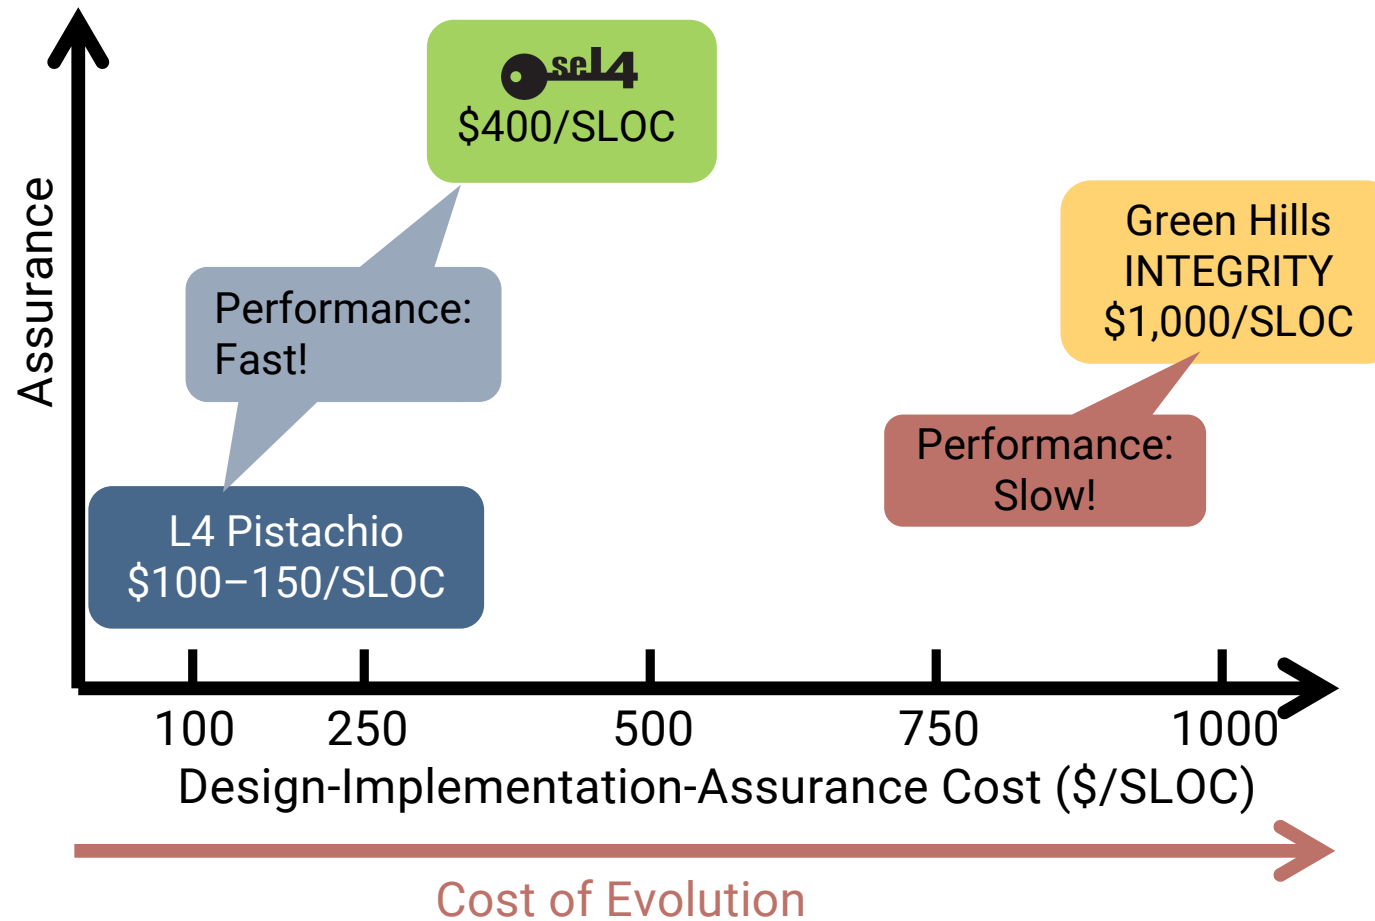 seL4
$400/SLOC
Assurance
Green Hills
INTEGRITY
$1,000/SLOC
Performance:
Fast!
Performance:
Slow!
L4 Pistachio
$100–150/SLOC
100 250 500 750 1000
Design-Implementation-Assurance Cost ($/SLOC)
Cost of Evolution